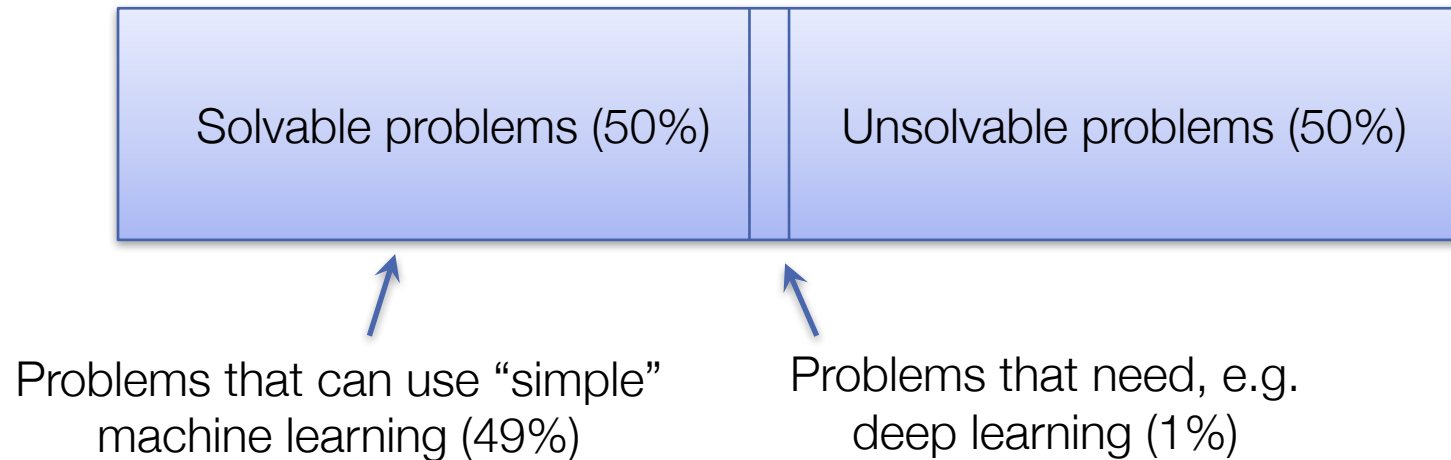 Solvable problems (50%)
Unsolvable problems (50%)
Problems that can use “simple”
machine learning (49%)
Problems that need, e.g.
deep learning (1%)